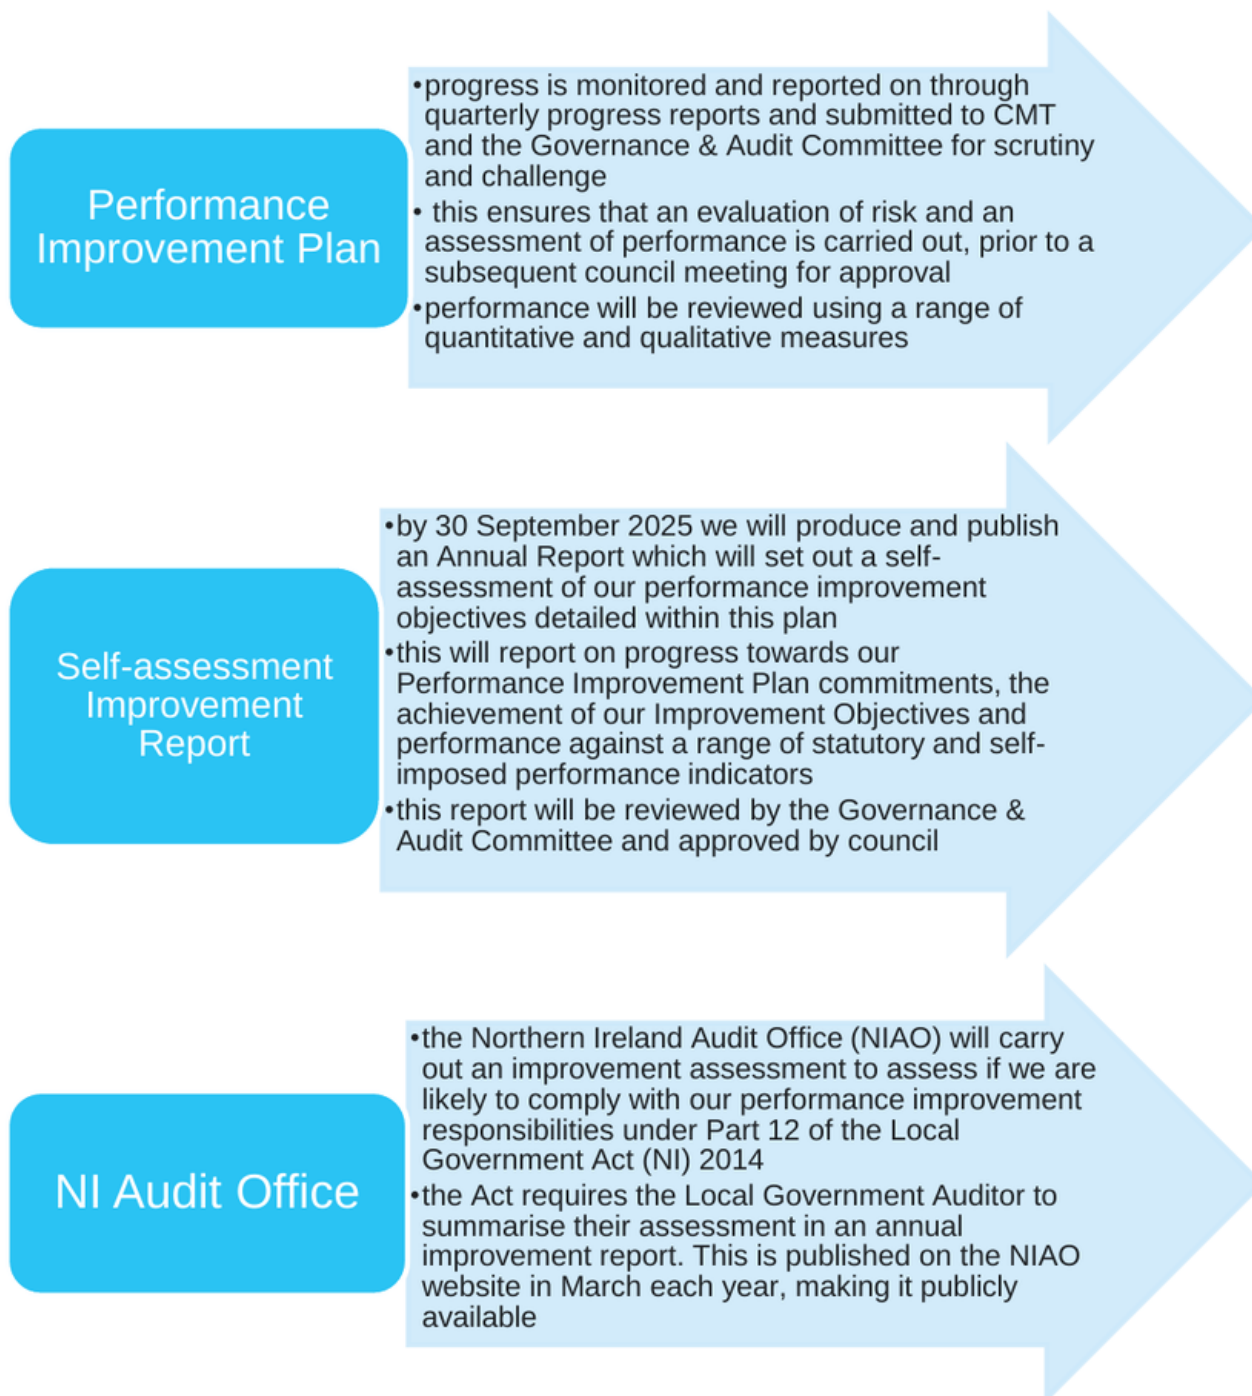 Performance
Improvement Plan
•progress is monitored and reported on through
quarterly progress reports and submitted to CMT
and the Governance & Audit Committee for scrutiny
and challenge
• this ensures that an evaluation of risk and an
assessment of performance is carried out, prior to a
subsequent council meeting for approval
•performance will be reviewed using a range of
quantitative and qualitative measures
Self-assessment
Improvement
Report
•by 30 September 2025 we will produce and publish
an Annual Report which will set out a self-
assessment of our performance improvement
objectives detailed within this plan
•this will report on progress towards our
Performance Improvement Plan commitments, the
achievement of our Improvement Objectives and
performance against a range of statutory and self-
imposed performance indicators
•this report will be reviewed by the Governance &
Audit Committee and approved by council
NI Audit Office
•the Northern Ireland Audit Office (NIAO) will carry
out an improvement assessment to assess if we are
likely to comply with our performance improvement
responsibilities under Part 12 of the Local
Government Act (NI) 2014
•the Act requires the Local Government Auditor to
summarise their assessment in an annual
improvement report. This is published on the NIAO
website in March each year, making it publicly
available